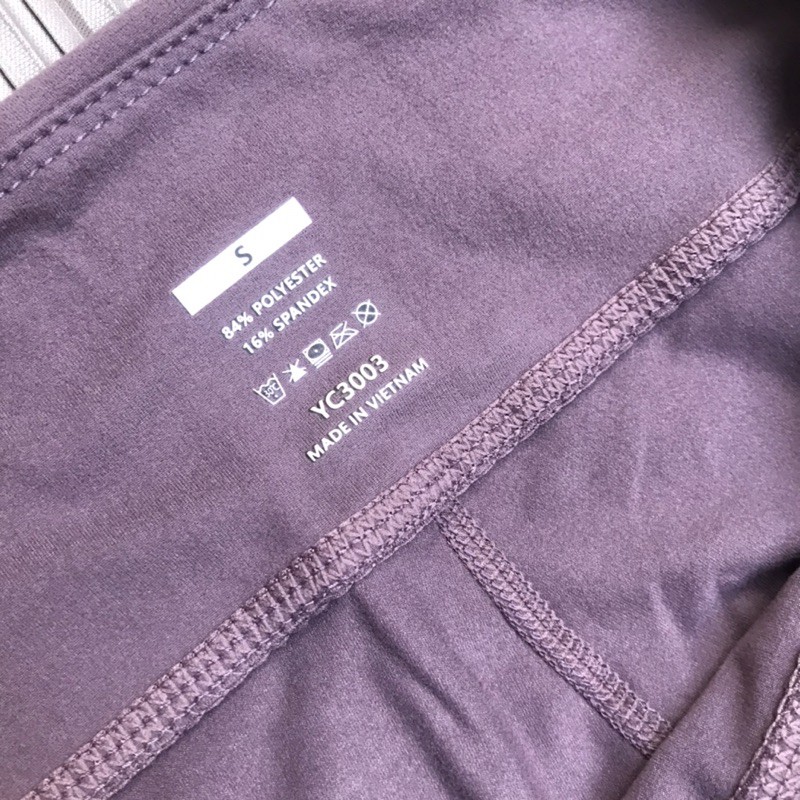 S
84% POLYESTER
16% SPANDEX
YC3003
MADE IN VIETNAM